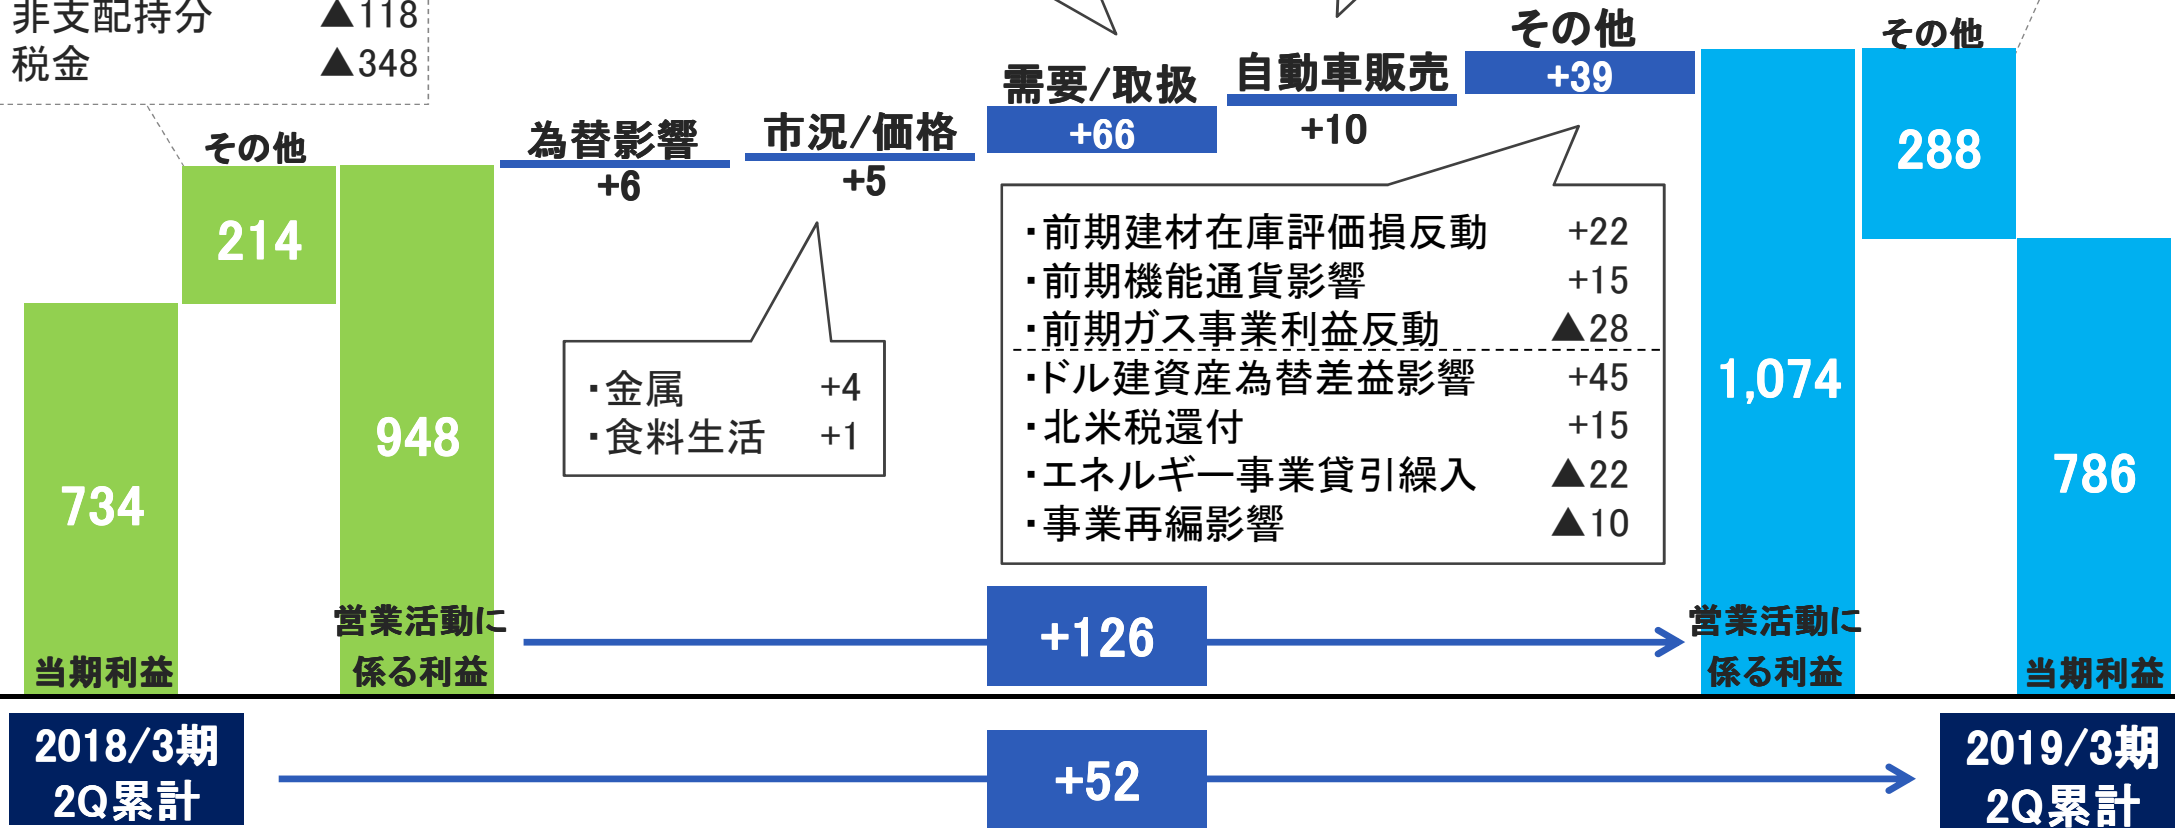 非支配持分 ▲118
税金 ▲348
その他
214
734
当期利益
948
営業活動に
係る利益
為替影響
+6
市況/価格
+5
・金属 +4
・食料生活 +1
需要/取扱
+66
自動車販売
+10
その他
+39
・前期建材在庫評価損反動 +22
・前期機能通貨影響 +15
・前期ガス事業利益反動 ▲28
・ドル建資産為替差益影響 +45
・北米税還付 +15
・エネルギー事業貸引繰入 ▲22
・事業再編影響 ▲10
1,074
営業活動に
係る利益
その他
288
786
当期利益
+126
2018/3期
2Q累計
+52
2019/3期
2Q累計